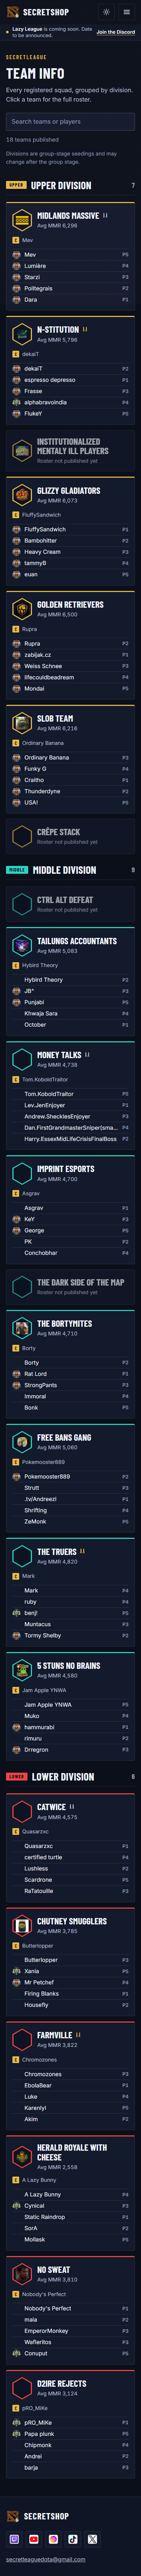 SECRETSHOP
Lazy League is coming soon. Date to be announced.
Join the Discord
SECRETLEAGUE
TEAM INFO
Every registered squad, grouped by division. Click a team for the full roster.
Search teams or players
18 teams published
Divisions are group-stage seedings and may change after the group stage.
UPPER
UPPER DIVISION
7
MIDLANDS MASSIVE
Avg MMR 6,296
Mev
Mev P5
Lumière P4
Starzi P3
Politegrais P2
Dara P1
N-STITUTION
Avg MMR 5,796
dekaiT
dekaiT P2
espresso depresso P1
Frasse P3
alphabravoindia P4
FlukeY P5
INSTITUTIONALIZED MENTALY ILL PLAYERS
Roster not published yet
GLIZZY GLADIATORS
Avg MMR 6,073
FluffySandwich
FluffySandwich P1
Bambohitter P2
Heavy Cream P3
tammy8 P4
euan P5
GOLDEN RETRIEVERS
Avg MMR 6,500
Rupra
Rupra P2
zabijak.cz P1
Weiss Schnee P3
lifecouldbeadream P4
Mondai P5
SLOB TEAM
Avg MMR 6,216
Ordinary Banana
Ordinary Banana P3
Funky G P4
Crailho P1
Thunderdyne P2
USA! P5
CRÊPE STACK
Roster not published yet
MIDDLE
MIDDLE DIVISION
9
CTRL ALT DEFEAT
Roster not published yet
TAILUNGS ACCOUNTANTS
Avg MMR 5,083
Hybird Theory
Hybird Theory P2
JB* P3
Punjabi P5
Khwaja Sara P4
October P1
MONEY TALKS
Avg MMR 4,738
Tom.KoboldTraitor
Tom.KoboldTraitor P5
Lev.JenEnjoyer P1
Andrew.ShecklesEnjoyer P3
Dan.FIrstGrandmasterSniper(sma... P4
Harry.EssexMidLifeCrisisFinalBoss P2
IMPRINT ESPORTS
Avg MMR 4,700
Asgrav
Asgrav P1
KeY P3
George P5
PK P2
Conchobhar P4
THE DARK SIDE OF THE MAP
Roster not published yet
THE BORTYMITES
Avg MMR 4,710
Borty
Borty P2
Rat Lord P1
StrongPants P3
Immoral P4
Bonk P5
FREE BANS GANG
Avg MMR 5,060
Pokemooster889
Pokemooster889 P2
Struit P3
.tv/Andreezl P1
Shrifting P4
ZeMonk P5
THE TRUERS
Avg MMR 4,820
Mark
Mark P4
ruby P4
benj! P5
Muntacus P3
Tormy Shelby P2
5 STUNS NO BRAINS
Avg MMR 4,580
Jam Apple YNWA
Jam Apple YNWA P5
Muko P4
hammurabi P1
rimuru P2
Drregron P3
LOWER
LOWER DIVISION
6
CATWICE
Avg MMR 4,575
Quasarzxc
Quasarzxc P1
certified turtle P4
Lushless P2
Scardrone P5
RaTatouille P3
CHUTNEY SMUGGLERS
Avg MMR 3,785
Butterlopper
Butterlopper P3
Xania P5
Mr Petchef P4
Firing Blanks P1
Housefly P2
FARMVILLE
Avg MMR 3,822
Chromozones
Chromozones P3
EbolaBear P1
Luke P4
Karenlyl P5
Akim P2
HERALD ROYALE WITH CHEESE
Avg MMR 2,558
A Lazy Bunny
A Lazy Bunny P4
Cynical P3
Static Raindrop P1
SorA P2
Mollask P5
NO SWEAT
Avg MMR 3,810
Nobody's Perfect
Nobody's Perfect P1
maia P2
EmperorMonkey P3
Wafleritos P3
Conuput P5
D2IRE REJECTS
Avg MMR 3,124
pRO_MiKe
pRO_MiKe P1
Papa plunk P5
Chipmonk P4
Andrei P2
barja P3
SECRETSHOP
secretleaguedota@gmail.com